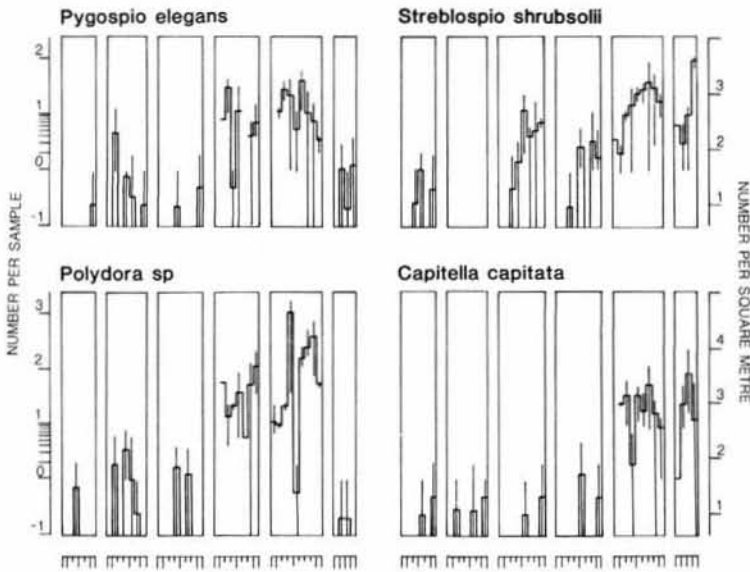 Pygospio elegans
Streblospio shrubsolii
2
1
0
-1
3
2
1
NUMBER PER SAMPLE
NUMBER PER SQUARE METRE
Polydora sp
Capitella capitata
3
2
1
0
-1
4
3
2
1